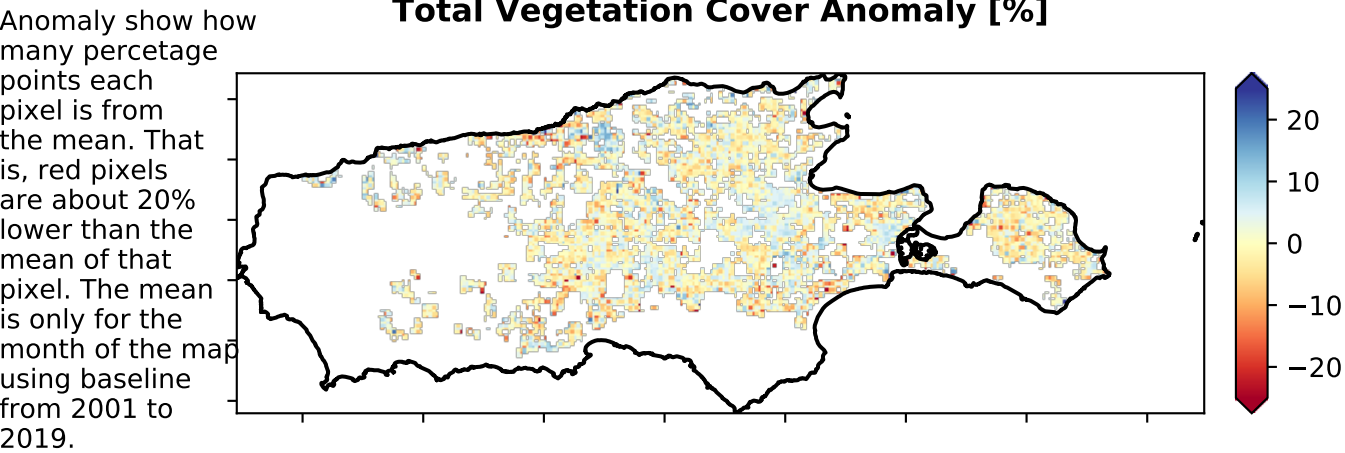 Total Vegetation Cover Anomaly [%]
Anomaly show how
many percetage
points each
pixel is from
the mean. That
is, red pixels
are about 20%
lower than the
mean of that
pixel. The mean
is only for the
month of the map
using baseline
from 2001 to
2019.
20
10
0
−10
−20